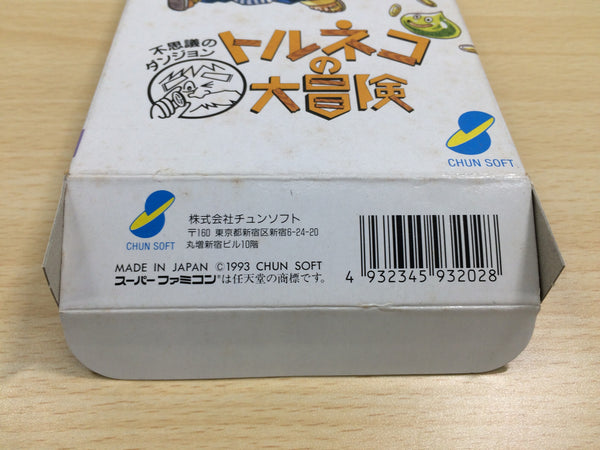 不思議の
ダンジョン
トルネコ
の
大冒険
CHUN SOFT
CHUN SOFT
株式会社チュンソフト
〒160 東京都新宿区新宿6-24-20
丸増新宿ビル10階
MADE IN JAPAN ©1993 CHUN SOFT
スーパーファミコンは任天堂の商標です。
4 932345 932028